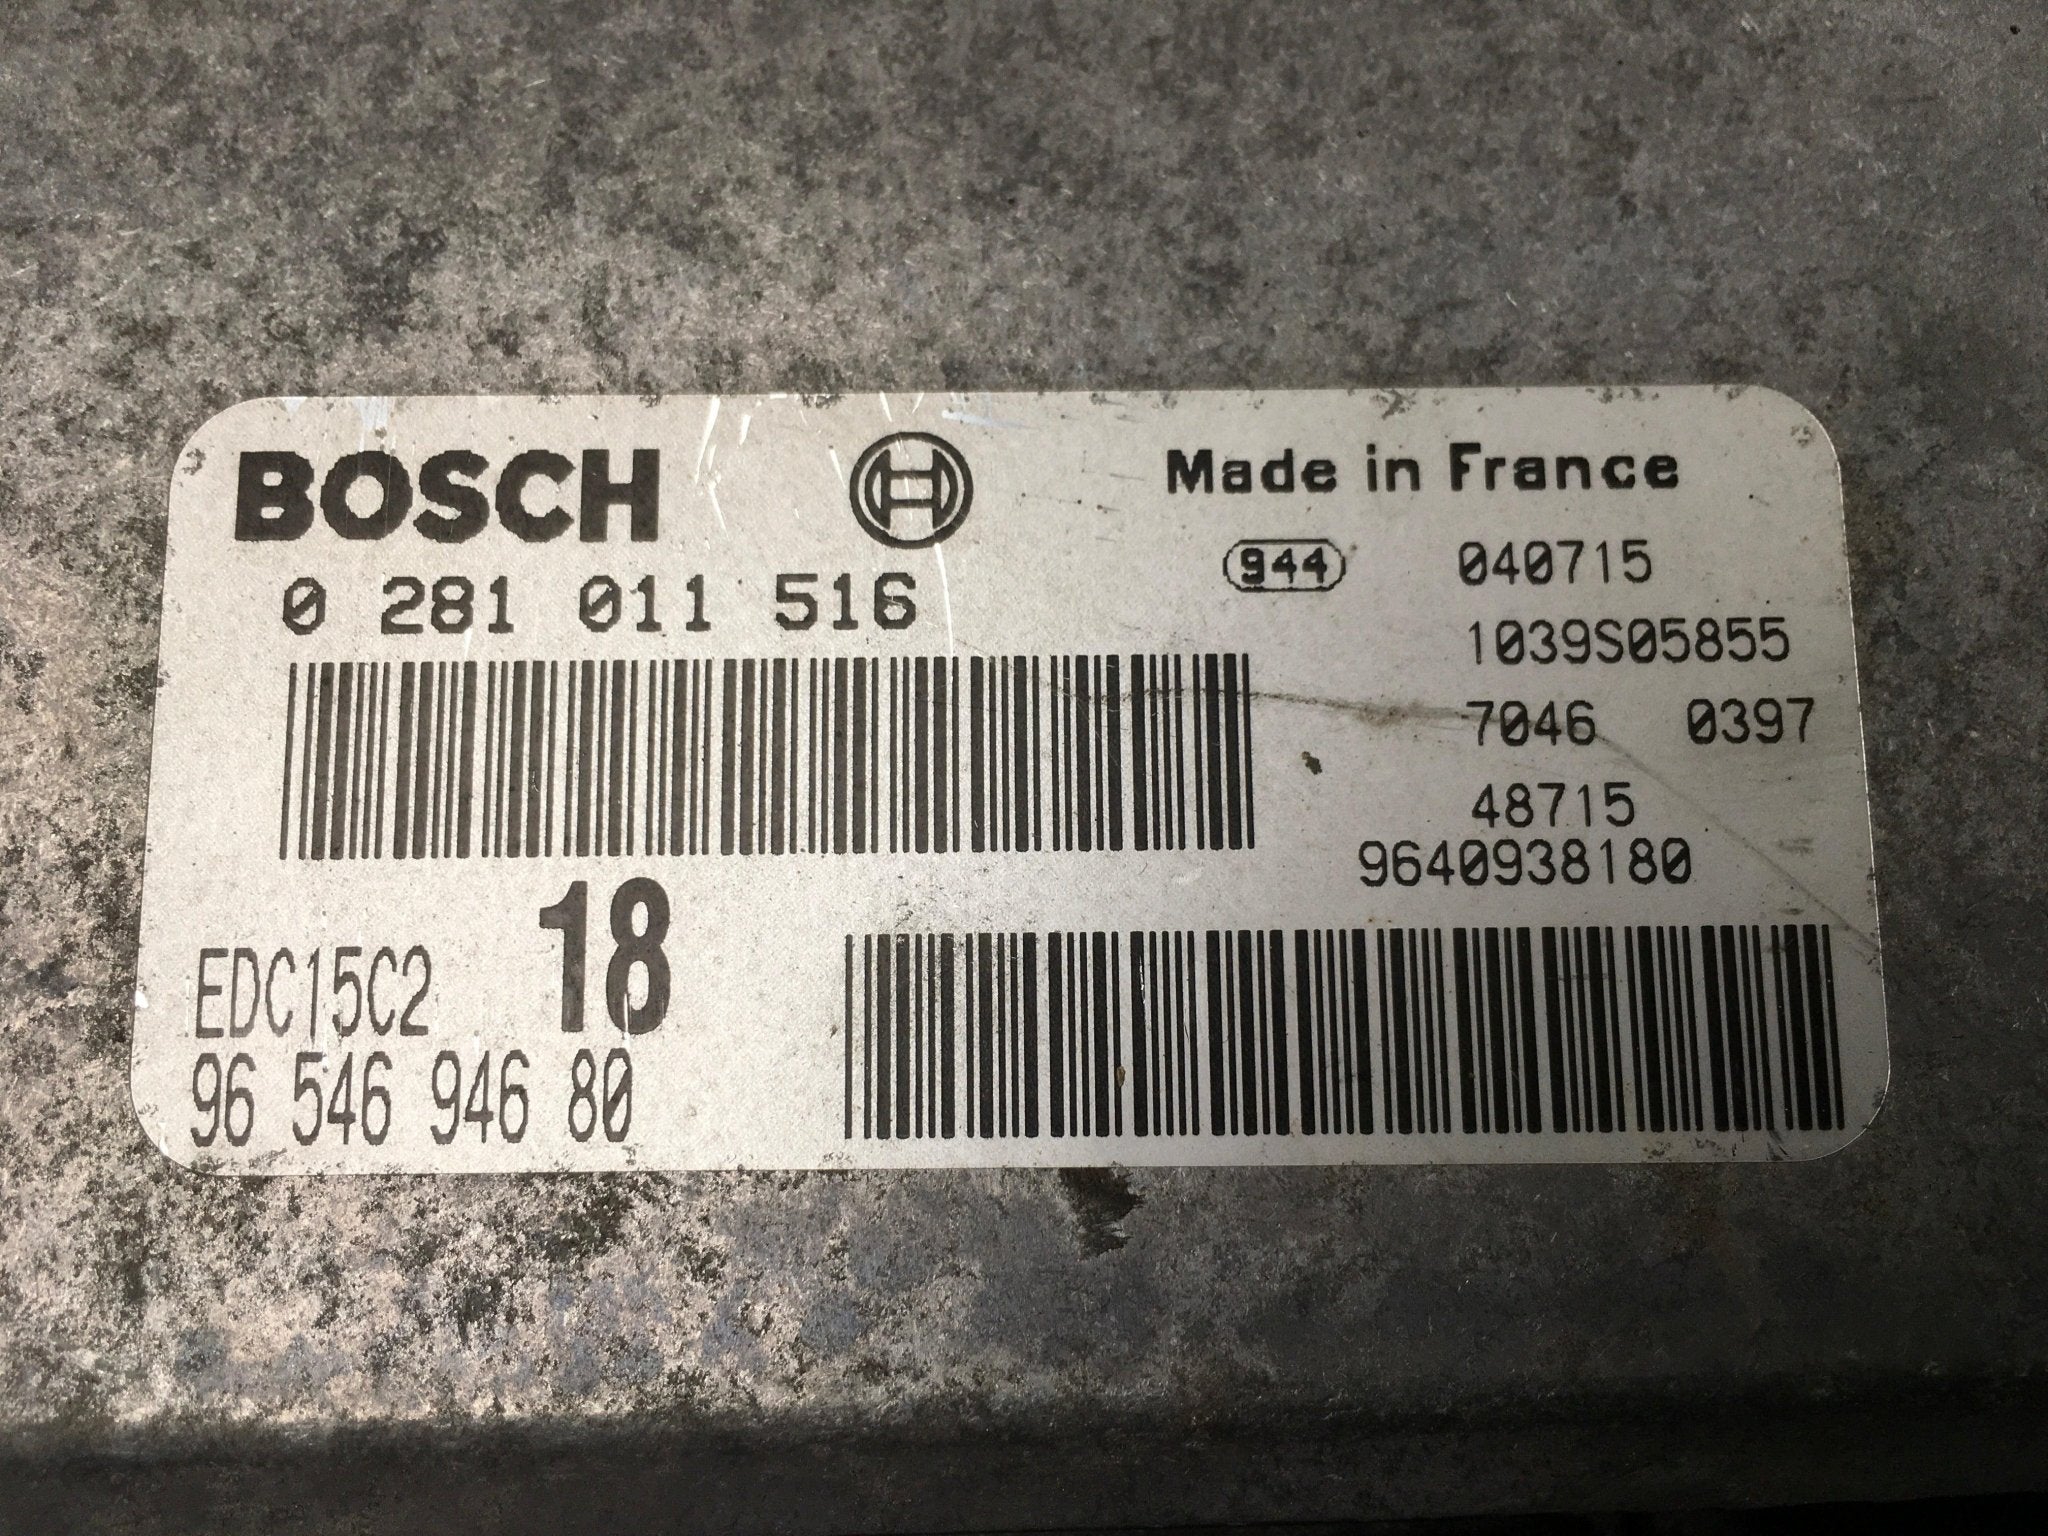 BOSCH
Made in France
944 040715
0 281 011 516
1039S05855
7046 0397
48715
9640938180
18
EDC15C2
96 546 946 80